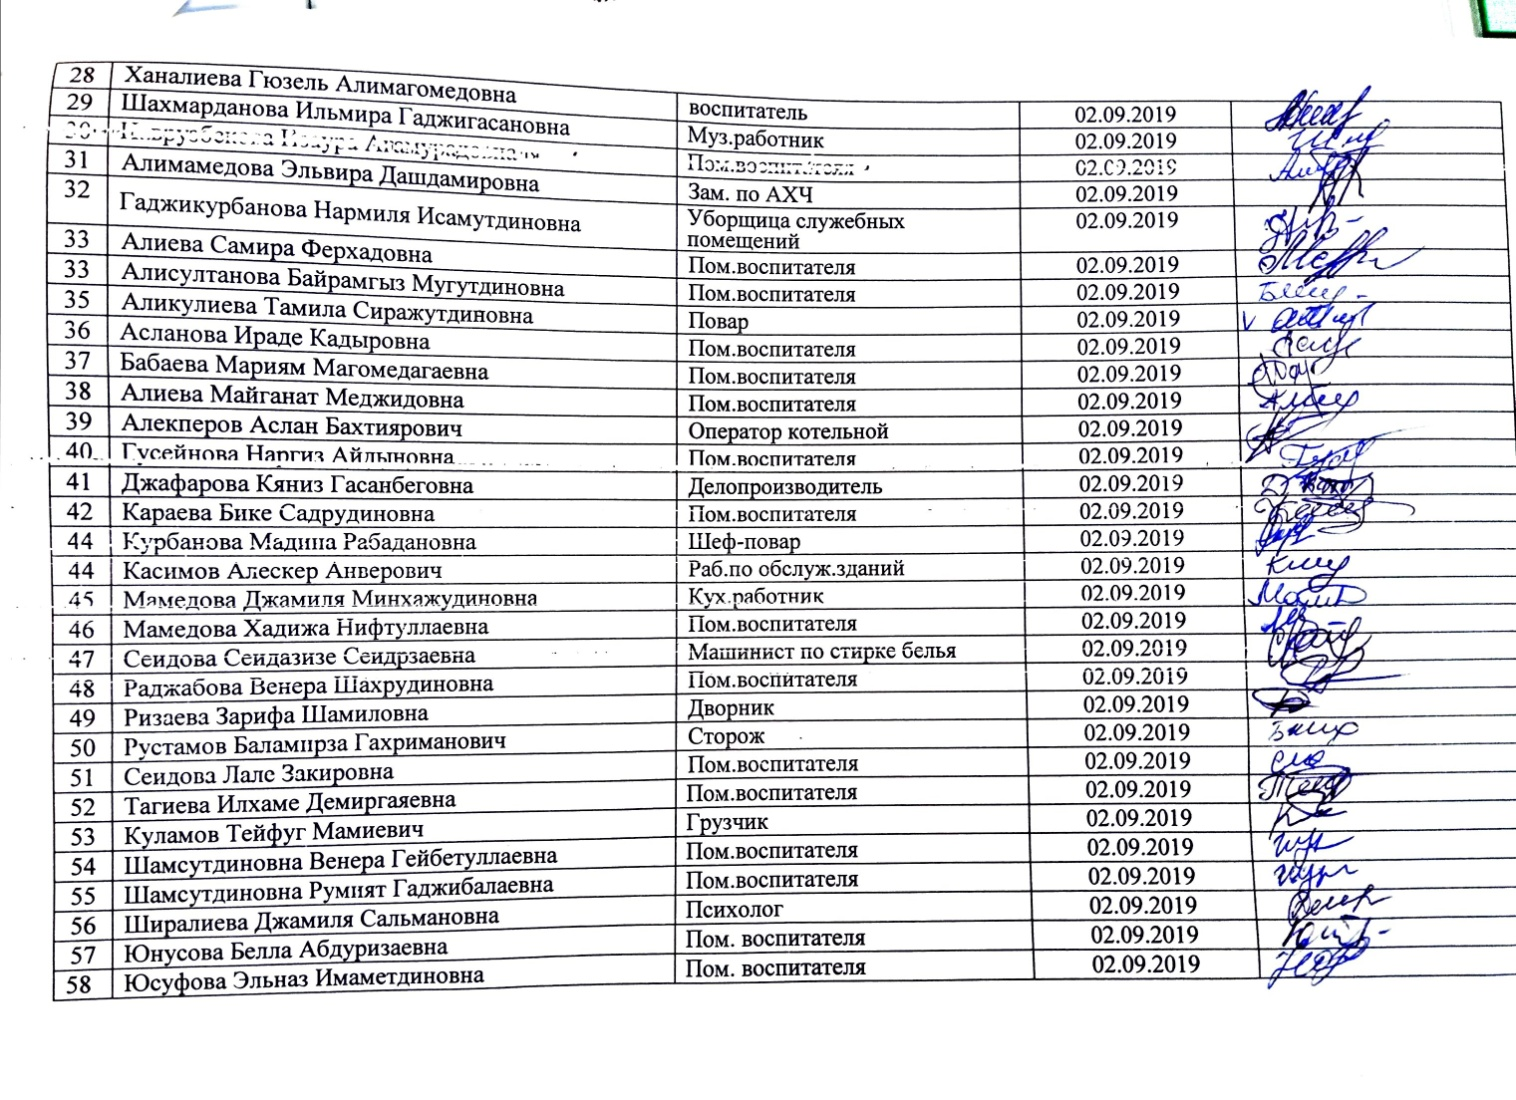 28 Ханалиева Гюзель Алимагомедовна воспитатель 02.09.2019
29 Шахмарданова Ильмира Гаджигасановна Муз.работник 02.09.2019
30 Пом.воспитателя 02.09.2019
31 Алимамедова Эльвира Дашдамировна Зам. по АХЧ 02.09.2019
32 Гаджикурбанова Нармиля Исамутдиновна Уборщица служебных 02.09.2019
помещений
33 Алиева Самира Ферхадовна Пом.воспитателя 02.09.2019
33 Алисултанова Байрамгыз Мугутдиновна Пом.воспитателя 02.09.2019
35 Аликулиева Тамила Сиражутдиновна Повар 02.09.2019
36 Асланова Ираде Кадыровна Пом.воспитателя 02.09.2019
37 Бабаева Мариям Магомедагаевна Пом.воспитателя 02.09.2019
38 Алиева Майганат Меджидовна Пом.воспитателя 02.09.2019
39 Алекперов Аслан Бахтиярович Оператор котельной 02.09.2019
40 Гусейнова Наргиз Айдыновна Пом.воспитателя 02.09.2019
41 Джафарова Кяниз Гасанбеговна Делопроизводитель 02.09.2019
42 Караева Бике Садрудиновна Пом.воспитателя 02.09.2019
44 Курбанова Мадина Рабадановна Шеф-повар 02.09.2019
44 Касимов Алескер Анверович Раб.по обслуж.зданий 02.09.2019
45 Мамедова Джамиля Минхажудиновна Кух.работник 02.09.2019
46 Мамедова Хадижа Нифтуллаевна Пом.воспитателя 02.09.2019
47 Сеидова Сеидазизе Сеидрзаевна Машинист по стирке белья 02.09.2019
48 Раджабова Венера Шахрудиновна Пом.воспитателя 02.09.2019
49 Ризаева Зарифа Шамиловна Дворник 02.09.2019
50 Рустамов Баламирза Гахриманович Сторож 02.09.2019
51 Сеидова Лале Закировна Пом.воспитателя 02.09.2019
52 Тагиева Илхаме Демиргаяевна Пом.воспитателя 02.09.2019
53 Куламов Тейфуг Мамиевич Грузчик 02.09.2019
54 Шамсутдиновна Венера Гейбетуллаевна Пом.воспитателя 02.09.2019
55 Шамсутдиновна Румият Гаджибалаевна Пом.воспитателя 02.09.2019
56 Ширалиева Джамиля Сальмановна Психолог 02.09.2019
57 Юнусова Белла Абдуризаевна Пом. воспитателя 02.09.2019
58 Юсуфова Эльназ Имаметдиновна Пом. воспитателя 02.09.2019